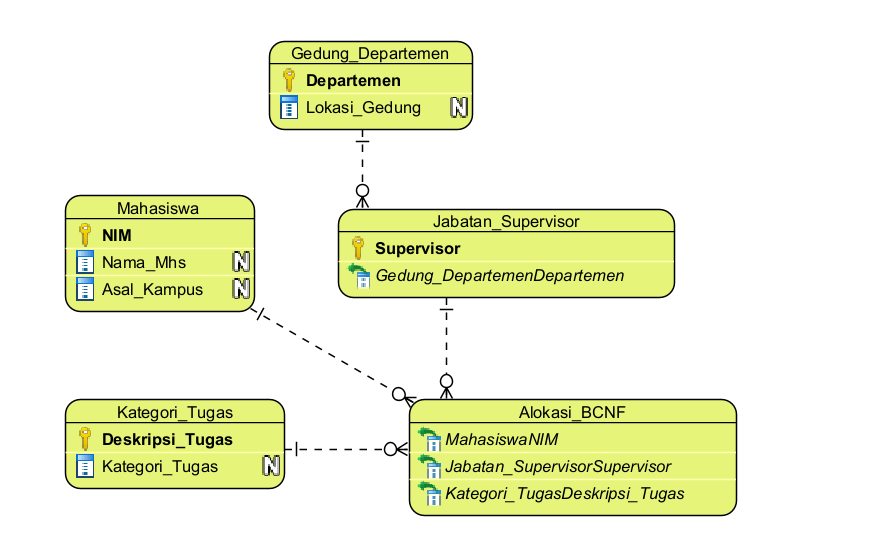 Gedung_Departemen
Departemen
Lokasi_Gedung N
Mahasiswa
NIM
Nama_Mhs N
Asal_Kampus N
Jabatan_Supervisor
Supervisor
Gedung_DepartemenDepartemen
Kategori_Tugas
Deskripsi_Tugas
Kategori_Tugas N
Alokasi_BCNF
MahasiswaNIM
Jabatan_SupervisorSupervisor
Kategori_TugasDeskripsi_Tugas